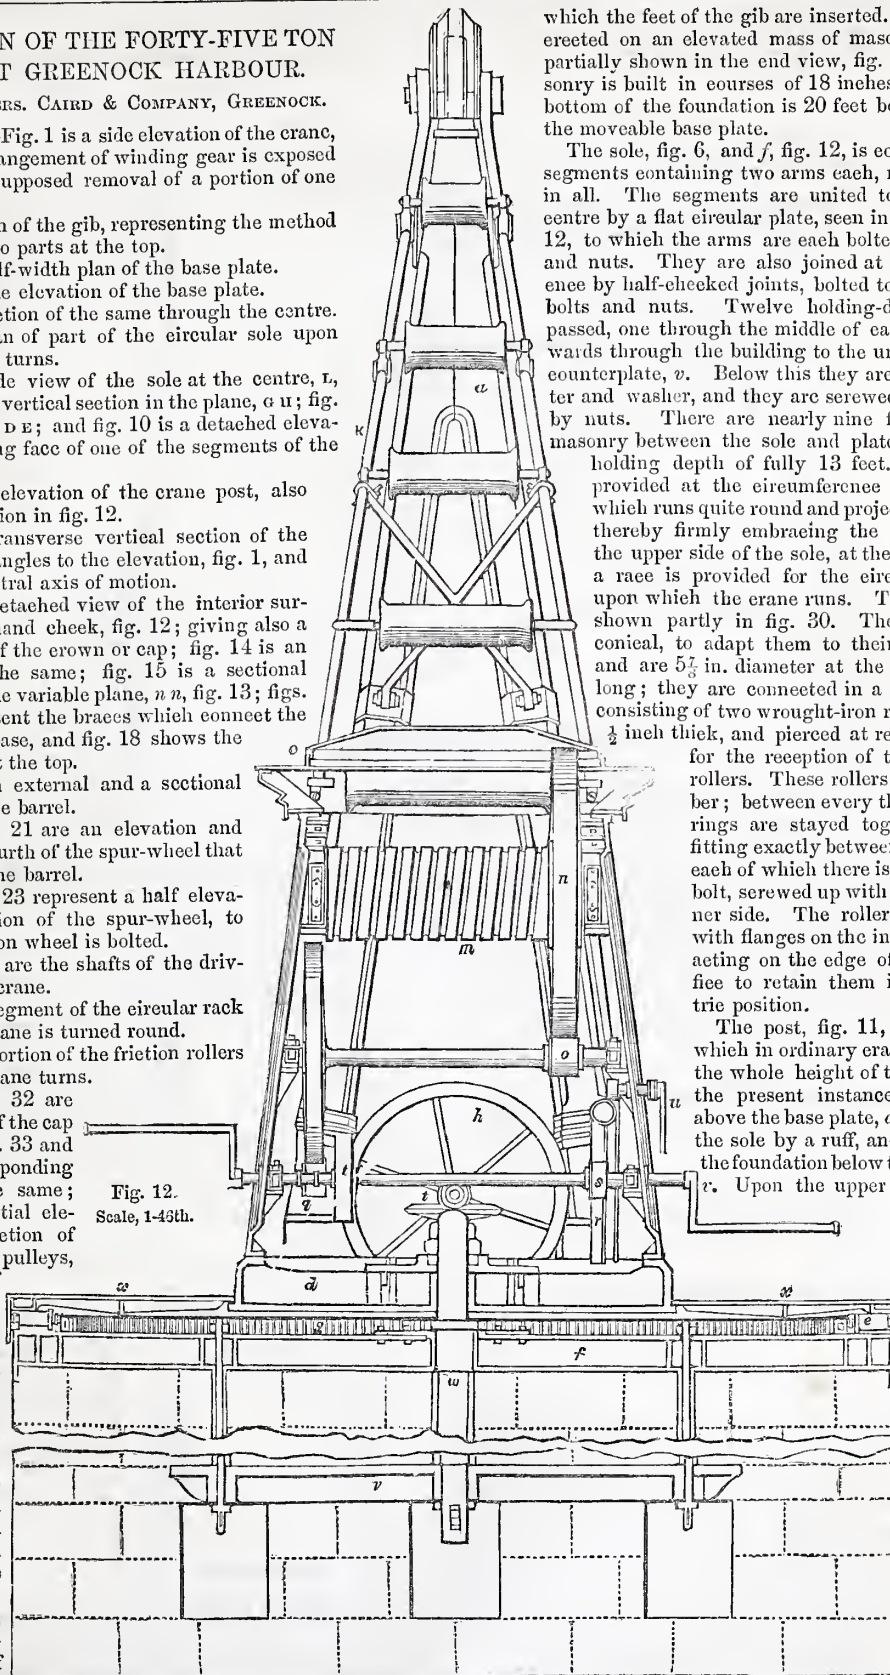 N OF THE FORTY-FIVE TON
T GREENOCK HARBOUR.
RS. CAIRD & COMPANY, GREENOCK.
Fig. 1 is a side elevation of the crane,
angement of winding gear is exposed
upposed removal of a portion of one
n of the gib, representing the method
o parts at the top.
lf-width plan of the base plate.
e elevation of the base plate.
ction of the same through the centre.
n of part of the circular sole upon
turns.
de view of the sole at the centre, L,
vertical section in the plane, G H; fig.
D E; and fig. 10 is a detached eleva-
ng face of one of the segments of the
elevation of the crane post, also
ion in fig. 12.
ransverse vertical section of the
angles to the elevation, fig. 1, and
tral axis of motion.
etached view of the interior sur-
hand cheek, fig. 12; giving also a
f the crown or cap; fig. 14 is an
he same; fig. 15 is a sectional
e variable plane, n n, fig. 13; figs.
sent the braces which connect the
ase, and fig. 18 shows the
t the top.
n external and a sectional
e barrel.
21 are an elevation and
urth of the spur-wheel that
he barrel.
23 represent a half eleva-
ion of the spur-wheel, to
on wheel is bolted.
are the shafts of the driv-
crane.
egment of the circular rack
ane is turned round.
ortion of the friction rollers
ane turns.
32 are
f the cap
. 33 and
sponding
e same;
tial ele-
ction of
pulleys,
Fig. 12.
Scale, 1-46th.
which the feet of the gib are inserted.
erected on an elevated mass of maso
partially shown in the end view, fig.
sonry is built in courses of 18 inches
bottom of the foundation is 20 feet be
the moveable base plate.
The sole, fig. 6, and f, fig. 12, is co
segments containing two arms each, r
in all. The segments are united to
centre by a flat circular plate, seen in
12, to which the arms are each bolte
and nuts. They are also joined at
ence by half-checked joints, bolted to
bolts and nuts. Twelve holding-d
passed, one through the middle of ca
wards through the building to the un
counterplate, v. Below this they are
ter and washer, and they are screwed
by nuts. There are nearly nine f
masonry between the sole and plate
holding depth of fully 13 feet.
provided at the circumference
which runs quite round and projec
thereby firmly embracing the
the upper side of the sole, at the
a race is provided for the circ
upon which the crane runs. T
shown partly in fig. 30. The
conical, to adapt them to their
and are 5⅞ in. diameter at the
long; they are connected in a
consisting of two wrought-iron r
½ inch thick, and pierced at re
for the reception of t
rollers. These rollers
ber; between every th
rings are stayed tog
fitting exactly between
each of which there is
bolt, screwed up with
ner side. The roller
with flanges on the in
acting on the edge of
fice to retain them i
tric position.
The post, fig. 11,
which in ordinary cra
the whole height of t
the present instance
above the base plate, d
the sole by a ruff, an
the foundation below t
v. Upon the upper
a
k
o
n
m
o
h
u
t
t
s
q
r
d
x
x
g
e
f
w
v